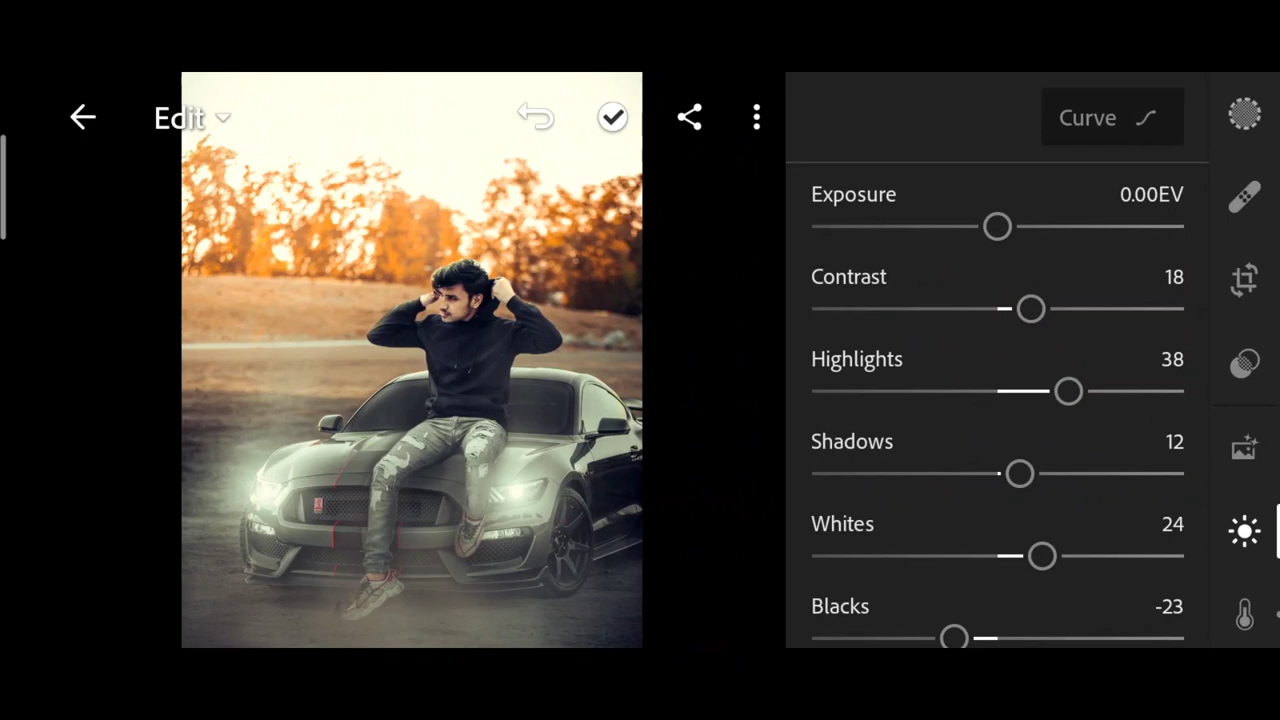 Edit
Curve
Exposure 0.00EV
Contrast 18
Highlights 38
Shadows 12
Whites 24
Blacks -23